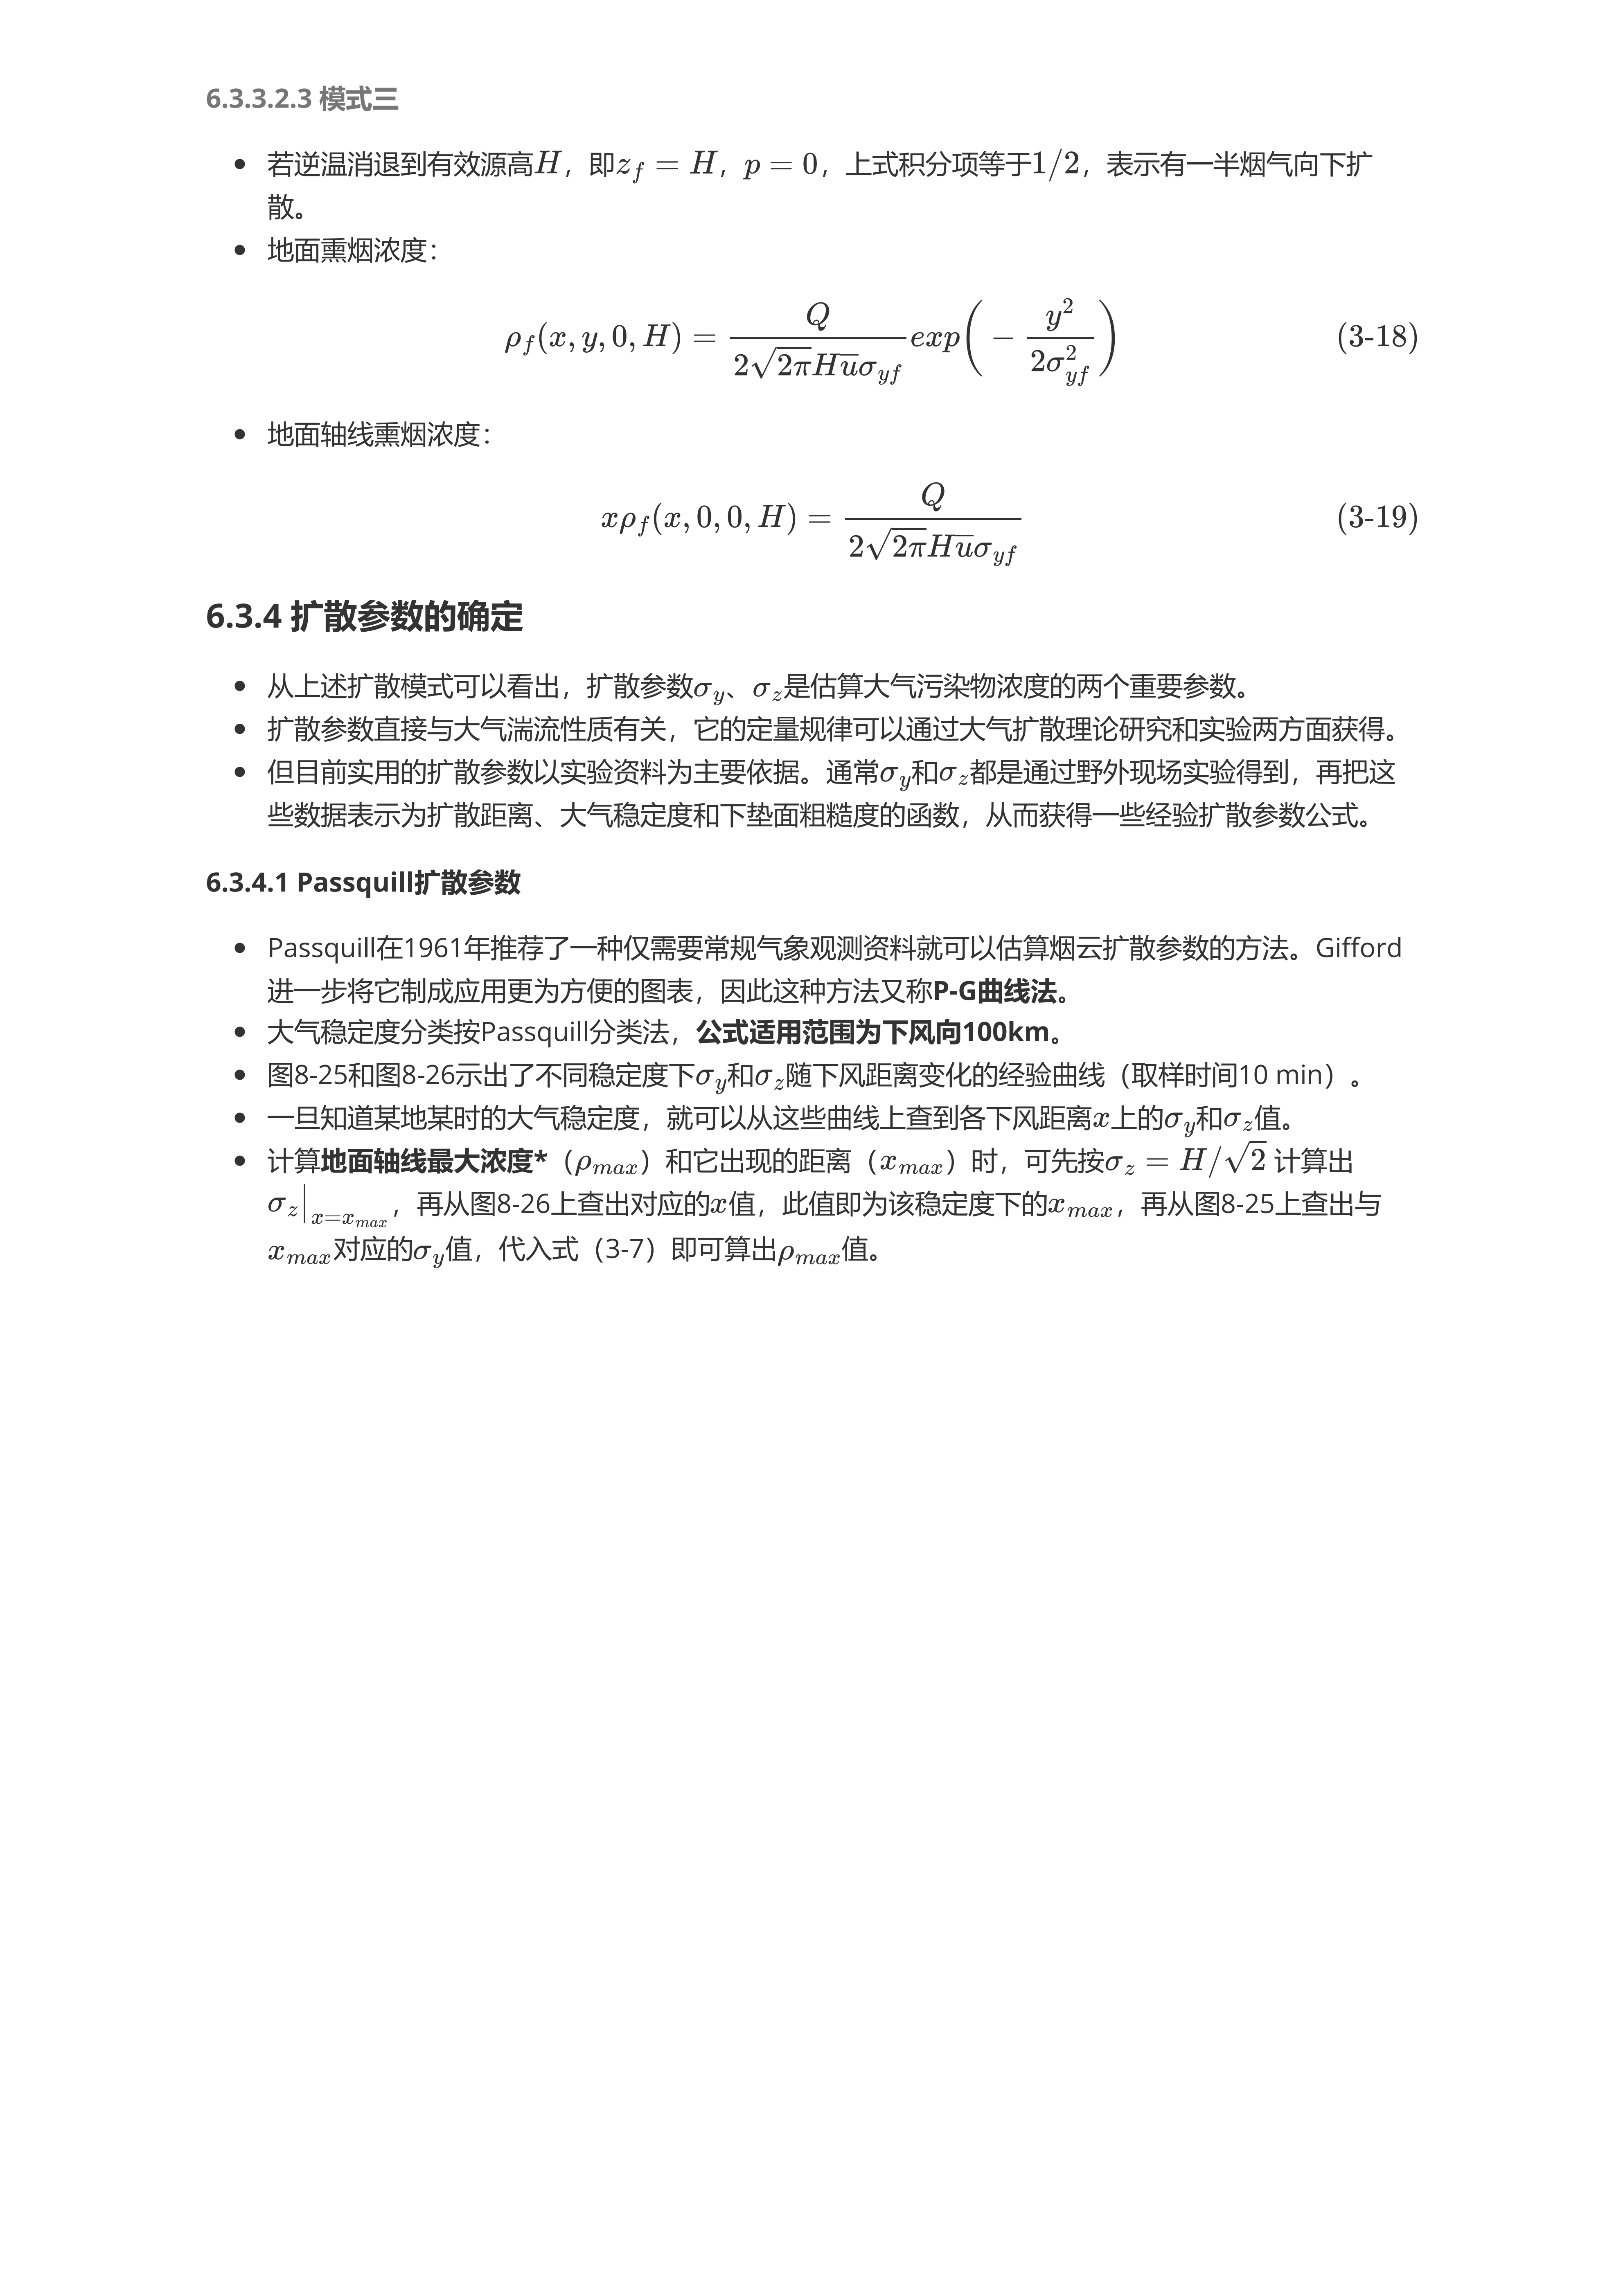 6.3.3.2.3 模式三
• 若逆温消退到有效源高$H$，即$z_f = H$，$p = 0$，上式积分项等于$1/2$，表示有一半烟气向下扩
散。
• 地面熏烟浓度：
$\rho_f(x, y, 0, H) = \frac{Q}{2\sqrt{2\pi}H\overline{u}\sigma_{yf}} exp\left(-\frac{y^2}{2\sigma_{yf}^2}\right)$ (3-18)
• 地面轴线熏烟浓度：
$x\rho_f(x, 0, 0, H) = \frac{Q}{2\sqrt{2\pi}H\overline{u}\sigma_{yf}}$ (3-19)
6.3.4 扩散参数的确定
• 从上述扩散模式可以看出，扩散参数$\sigma_y$、$\sigma_z$是估算大气污染物浓度的两个重要参数。
• 扩散参数直接与大气湍流性质有关，它的定量规律可以通过大气扩散理论研究和实验两方面获得。
• 但目前实用的扩散参数以实验资料为主要依据。通常$\sigma_y$和$\sigma_z$都是通过野外现场实验得到，再把这
些数据表示为扩散距离、大气稳定度和下垫面粗糙度的函数，从而获得一些经验扩散参数公式。
6.3.4.1 Passquill扩散参数
• Passquill在1961年推荐了一种仅需要常规气象观测资料就可以估算烟云扩散参数的方法。Gifford
进一步将它制成应用更为方便的图表，因此这种方法又称P-G曲线法。
• 大气稳定度分类按Passquill分类法，公式适用范围为下风向100km。
• 图8-25和图8-26示出了不同稳定度下$\sigma_y$和$\sigma_z$随下风距离变化的经验曲线（取样时间10 min）。
• 一旦知道某地某时的大气稳定度，就可以从这些曲线上查到各下风距离$x$上的$\sigma_y$和$\sigma_z$值。
• 计算地面轴线最大浓度*（$\rho_{max}$）和它出现的距离（$x_{max}$）时，可先按$\sigma_z = H/\sqrt{2}$ 计算出
$\sigma_z|_{x=x_{max}}$，再从图8-26上查出对应的$x$值，此值即为该稳定度下的$x_{max}$，再从图8-25上查出与
$x_{max}$对应的$\sigma_y$值，代入式（3-7）即可算出$\rho_{max}$值。